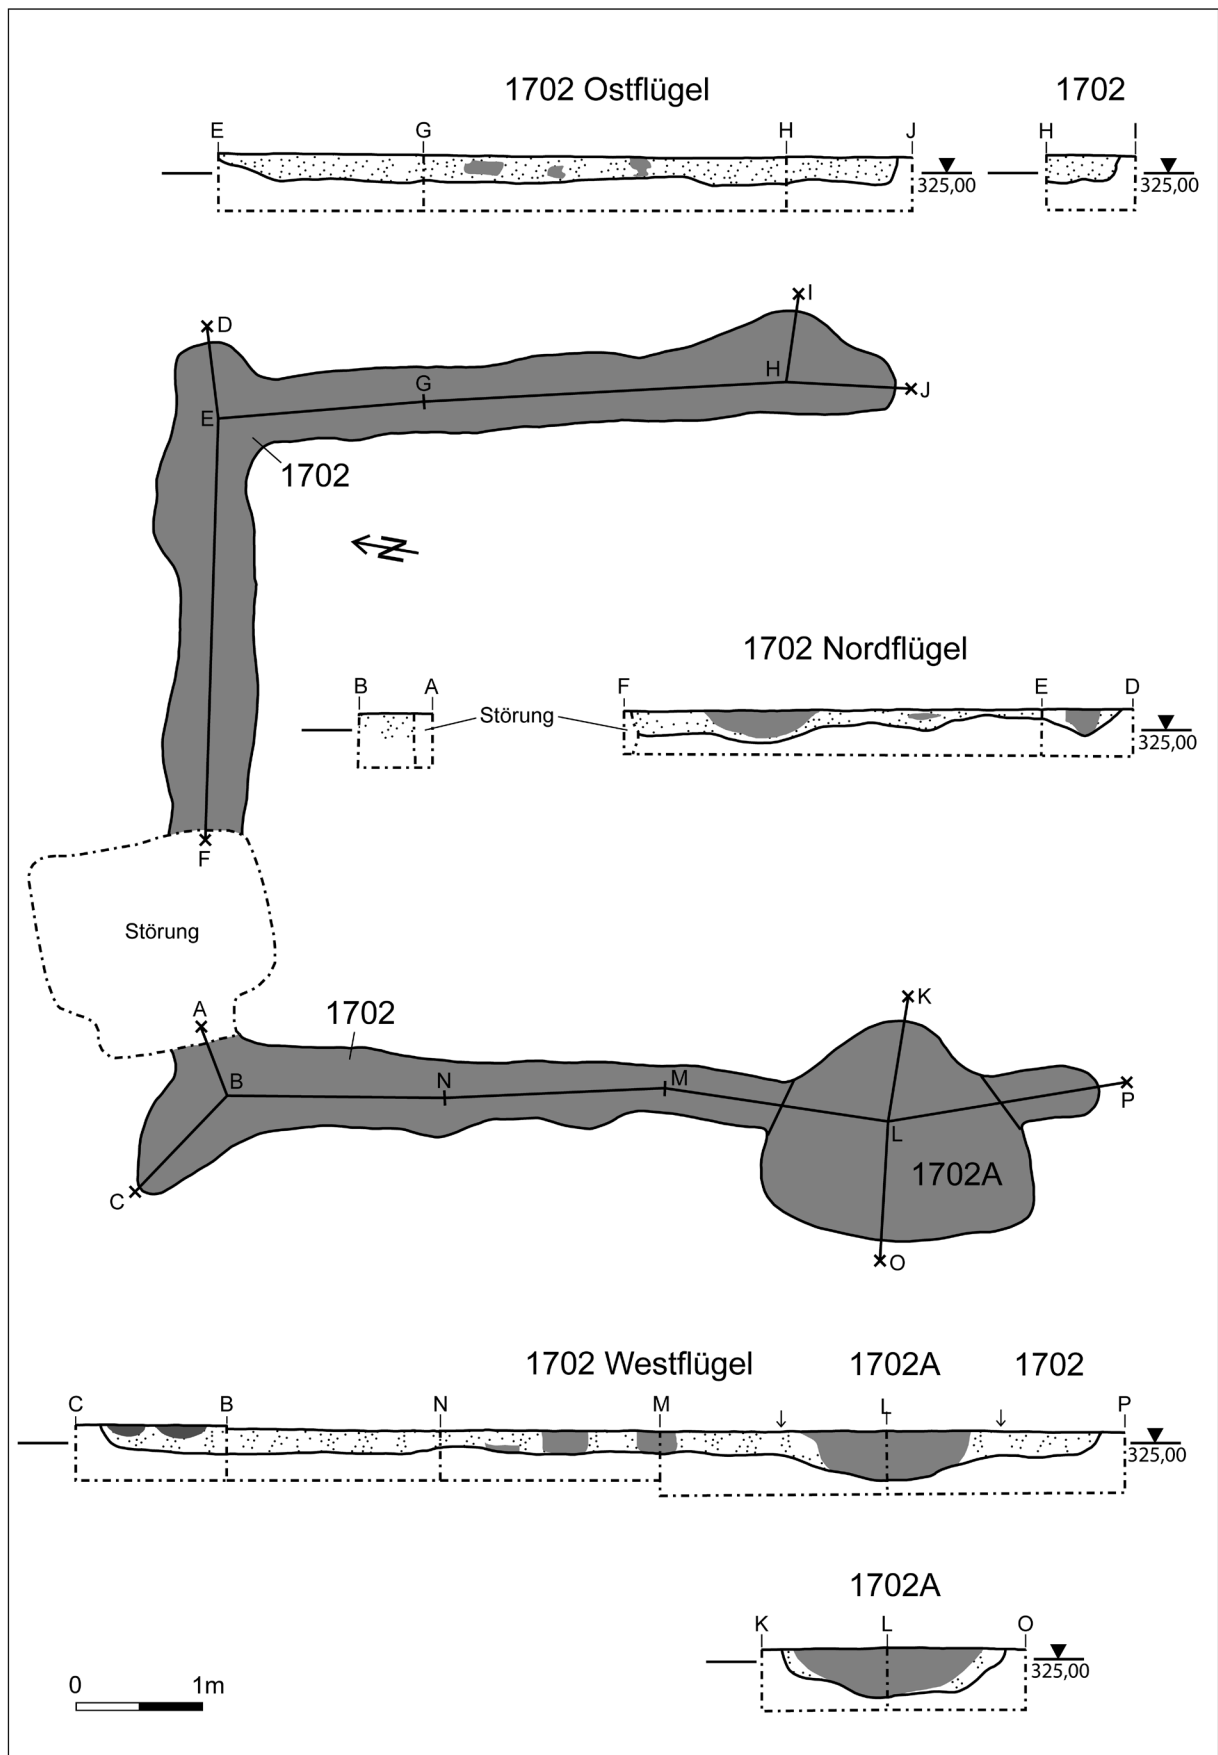 1702 Ostflügel
1702
E G H J
H I
325,00
325,00
I
D
G
H
J
E
1702
N
1702 Nordflügel
B A
F E D
Störung
325,00
F
Störung
A
K
1702
N
M
B
P
L
1702A
C
O
1702 Westflügel 1702A 1702
C B N M L P
325,00
1702A
K L O
325,00
0 1m